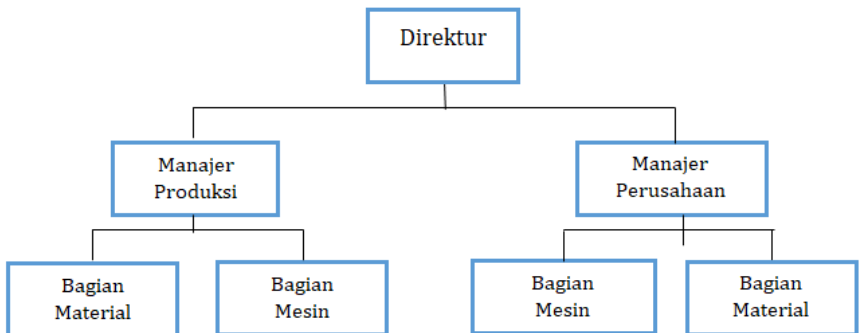 Direktur
Manajer
Produksi
Manajer
Perusahaan
Bagian
Material
Bagian
Mesin
Bagian
Mesin
Bagian
Material